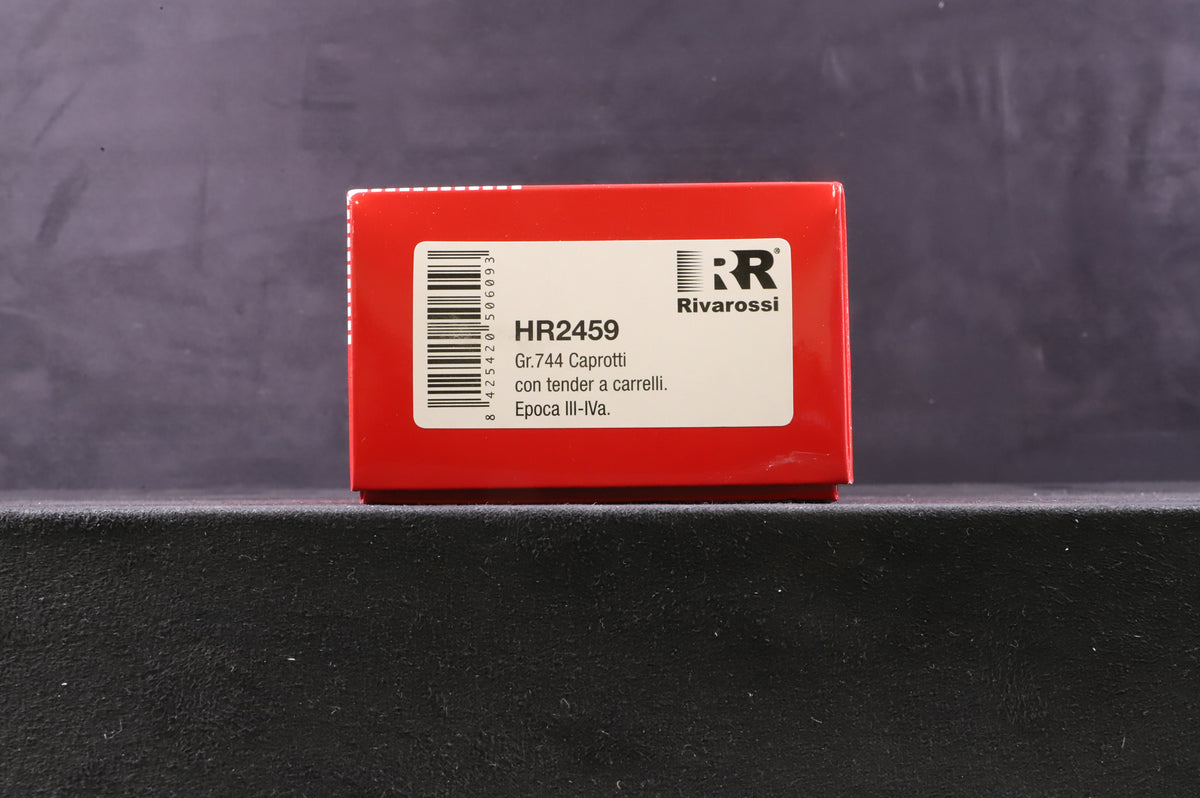 RR®
Rivarossi
HR2459
Gr.744 Caprotti
con tender a carrelli.
Epoca III-IVa.
8 425420 506093